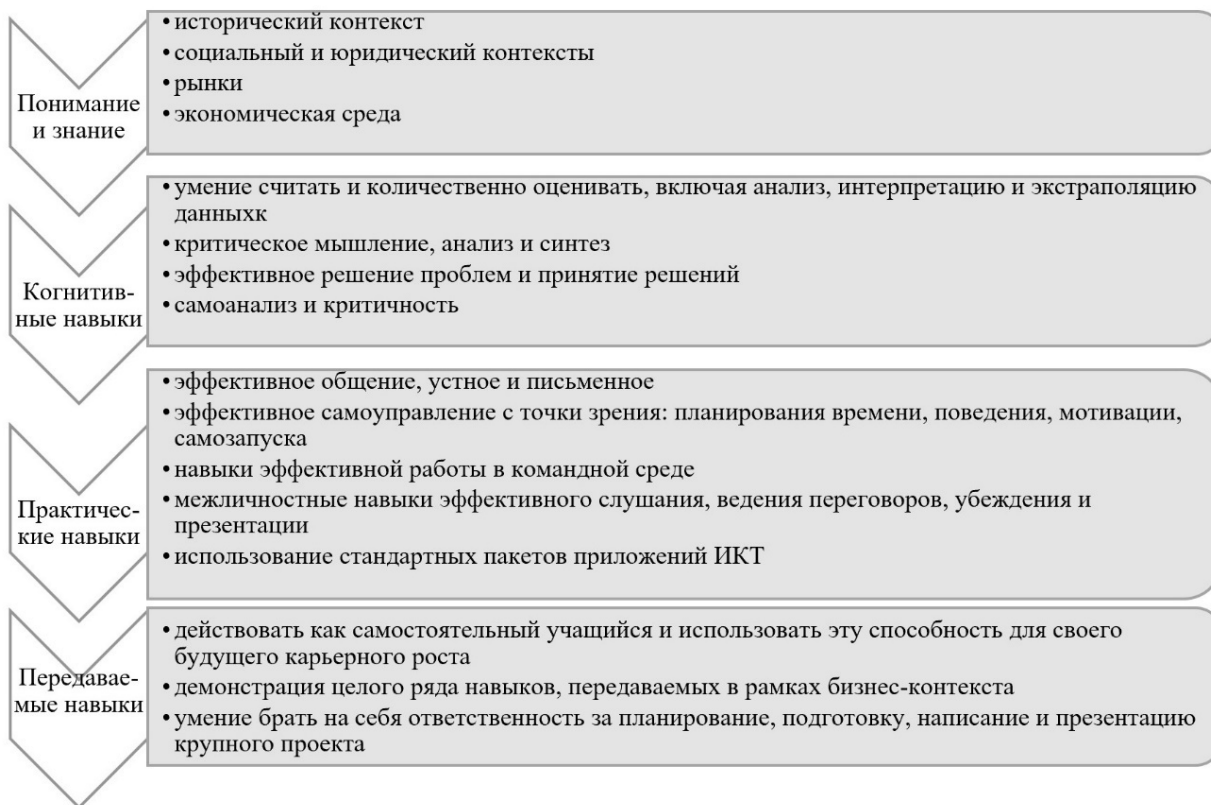 Понимание
и знание
• исторический контекст
• социальный и юридический контексты
• рынки
• экономическая среда
Когнитив-
ные навыки
• умение считать и количественно оценивать, включая анализ, интерпретацию и экстраполяцию
данныхк
• критическое мышление, анализ и синтез
• эффективное решение проблем и принятие решений
• самоанализ и критичность
Практичес-
кие навыки
• эффективное общение, устное и письменное
• эффективное самоуправление с точки зрения: планирования времени, поведения, мотивации,
самозапуска
• навыки эффективной работы в командной среде
• межличностные навыки эффективного слушания, ведения переговоров, убеждения и
презентации
• использование стандартных пакетов приложений ИКТ
Передавае-
мые навыки
• действовать как самостоятельный учащийся и использовать эту способность для своего
будущего карьерного роста
• демонстрация целого ряда навыков, передаваемых в рамках бизнес-контекста
• умение брать на себя ответственность за планирование, подготовку, написание и презентацию
крупного проекта